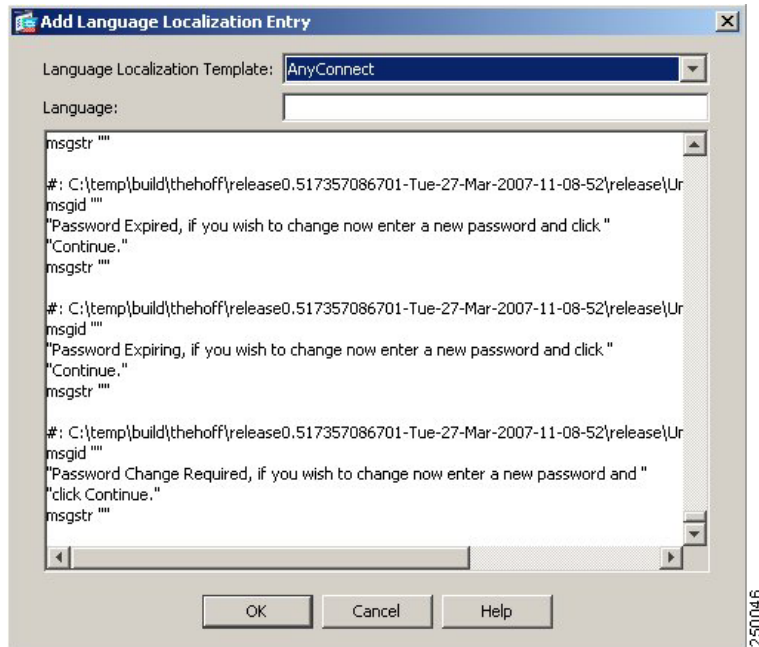 Add Language Localization Entry
Language Localization Template: AnyConnect
Language:
msgstr ""
#: C:\temp\build\thehoff\release0.517357086701-Tue-27-Mar-2007-11-08-52\release\Ur
msgid ""
"Password Expired, if you wish to change now enter a new password and click "
"Continue."
msgstr ""
#: C:\temp\build\thehoff\release0.517357086701-Tue-27-Mar-2007-11-08-52\release\Ur
msgid ""
"Password Expiring, if you wish to change now enter a new password and click "
"Continue."
msgstr ""
#: C:\temp\build\thehoff\release0.517357086701-Tue-27-Mar-2007-11-08-52\release\Ur
msgid ""
"Password Change Required, if you wish to change now enter a new password and "
"click Continue."
msgstr ""
OK Cancel Help
250046